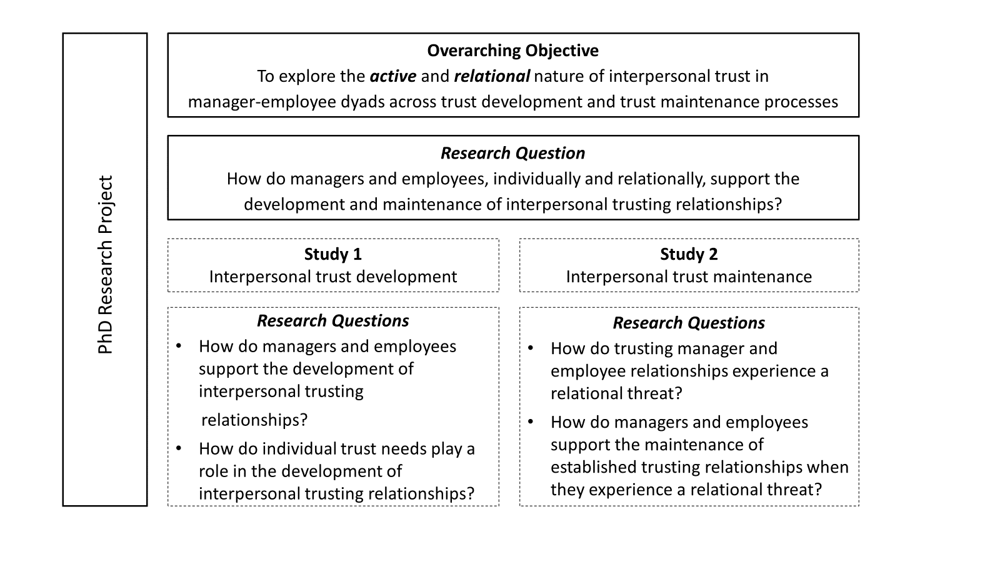 PhD Research Project
Overarching Objective
To explore the active and relational nature of interpersonal trust in
manager-employee dyads across trust development and trust maintenance processes
Research Question
How do managers and employees, individually and relationally, support the
development and maintenance of interpersonal trusting relationships?
Study 1
Interpersonal trust development
Study 2
Interpersonal trust maintenance
Research Questions
• How do managers and employees
support the development of
interpersonal trusting
relationships?
• How do individual trust needs play a
role in the development of
interpersonal trusting relationships?
Research Questions
• How do trusting manager and
employee relationships experience a
relational threat?
• How do managers and employees
support the maintenance of
established trusting relationships when
they experience a relational threat?